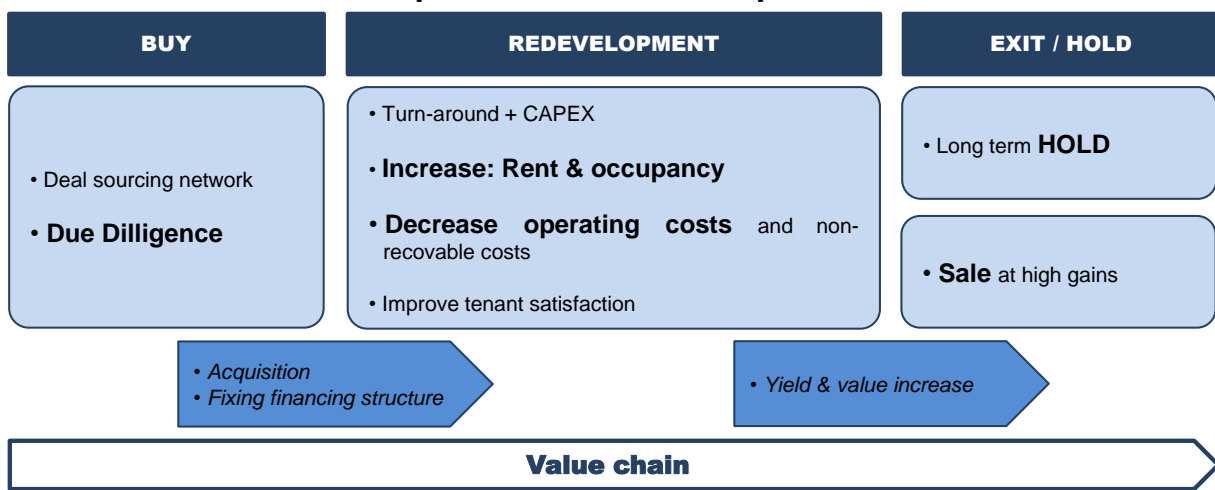 BUY
REDEVELOPMENT
EXIT / HOLD
• Deal sourcing network
• Due Dilligence
• Turn-around + CAPEX
• Increase: Rent & occupancy
• Decrease operating costs and non-
recovable costs
• Improve tenant satisfaction
• Long term HOLD
• Sale at high gains
• Acquisition
• Fixing financing structure
• Yield & value increase
Value chain